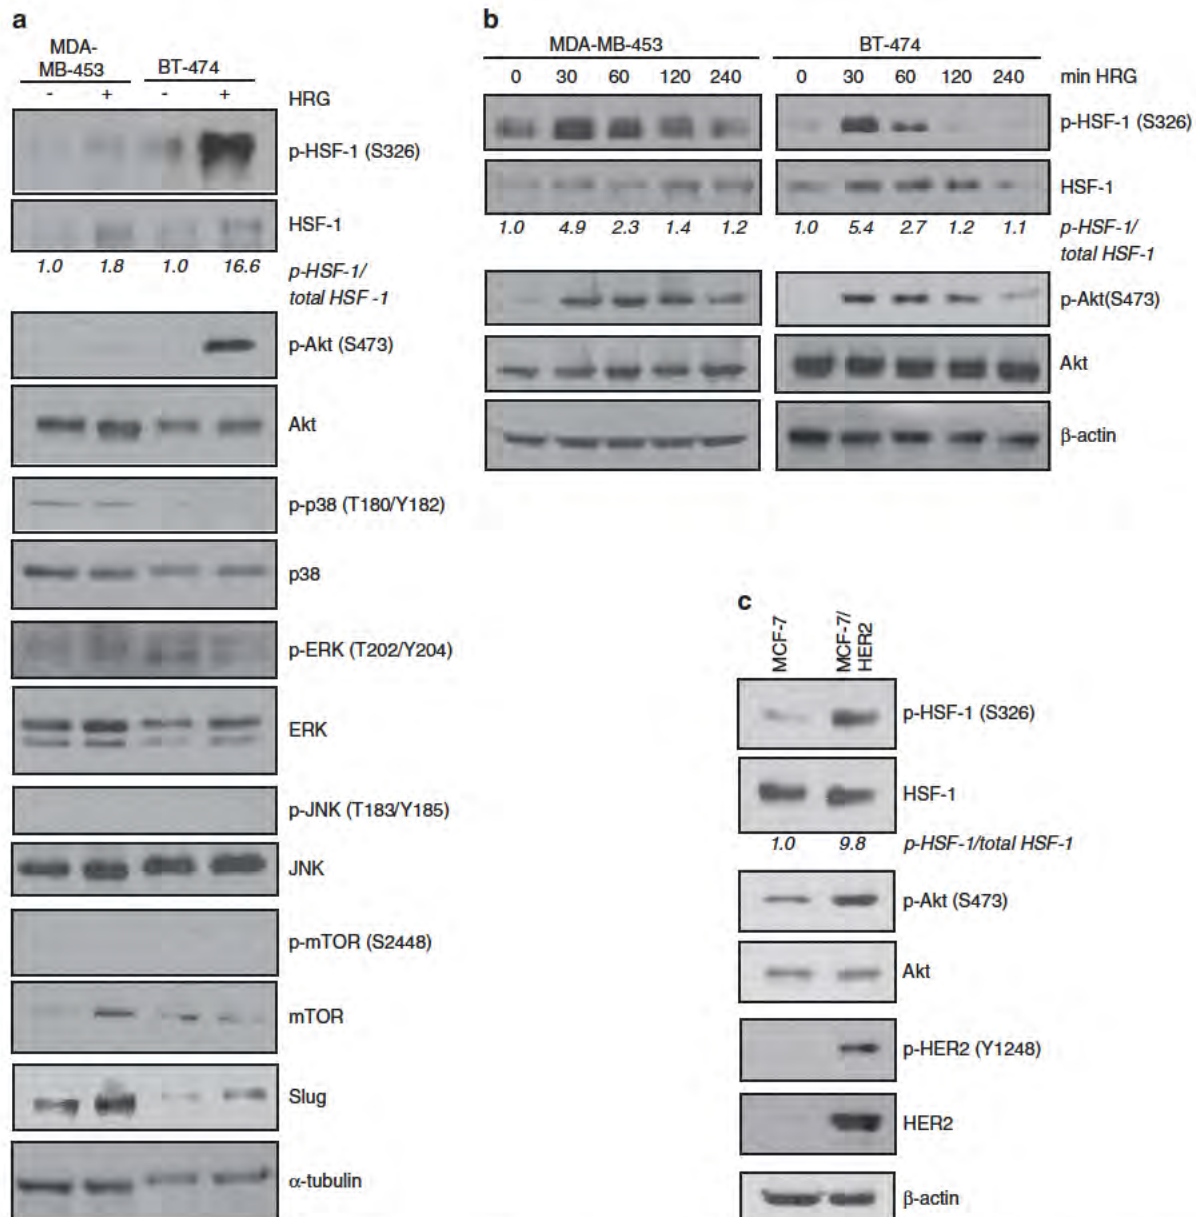 a
MDA-
MB-453
BT-474
- + - +
HRG
p-HSF-1 (S326)
HSF-1
1.0 1.8 1.0 16.6
p-HSF-1/
total HSF -1
p-Akt (S473)
Akt
p-p38 (T180/Y182)
p38
p-ERK (T202/Y204)
ERK
p-JNK (T183/Y185)
JNK
p-mTOR (S2448)
mTOR
Slug
α-tubulin
b
MDA-MB-453 BT-474
0 30 60 120 240 0 30 60 120 240 min HRG
p-HSF-1 (S326)
HSF-1
1.0 4.9 2.3 1.4 1.2 1.0 5.4 2.7 1.2 1.1 p-HSF-1/
total HSF-1
p-Akt(S473)
Akt
β-actin
c
MCF-7
MCF-7/
HER2
p-HSF-1 (S326)
HSF-1
1.0 9.8 p-HSF-1/total HSF-1
p-Akt (S473)
Akt
p-HER2 (Y1248)
HER2
β-actin